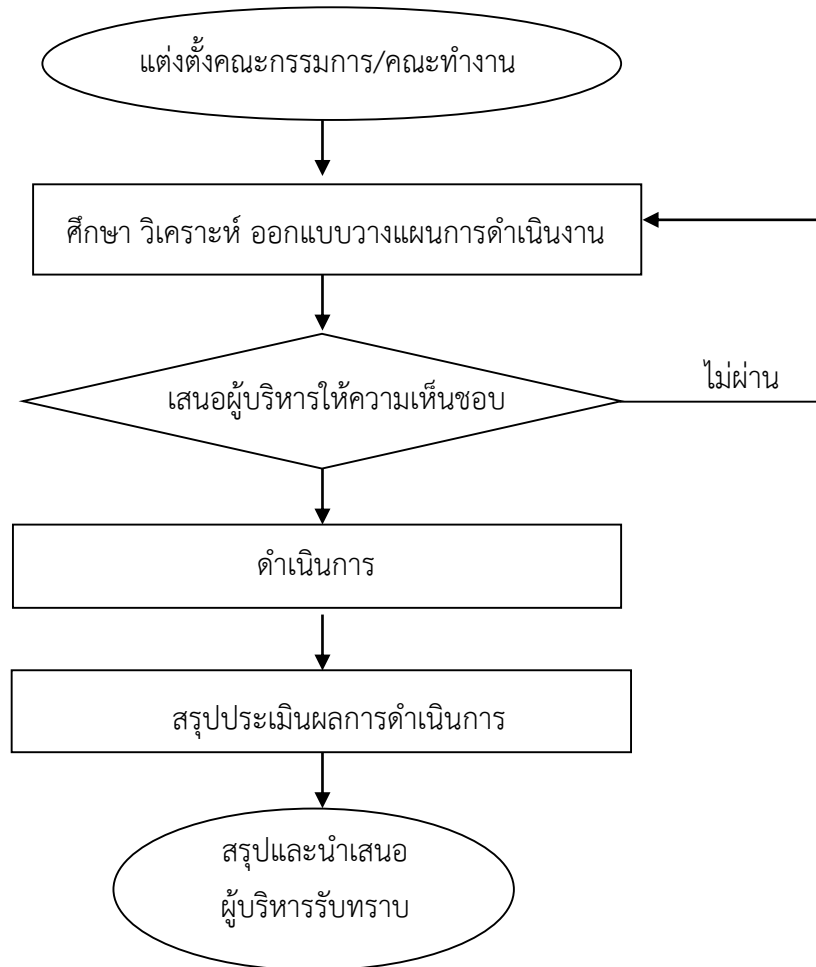 แต่งตั้งคณะกรรมการ/คณะทำงาน
ศึกษา วิเคราะห์ ออกแบบวางแผนการดำเนินงาน
ไม่ผ่าน
เสนอผู้บริหารให้ความเห็นชอบ
ดำเนินการ
สรุปประเมินผลการดำเนินการ
สรุปและนำเสนอ
ผู้บริหารรับทราบ